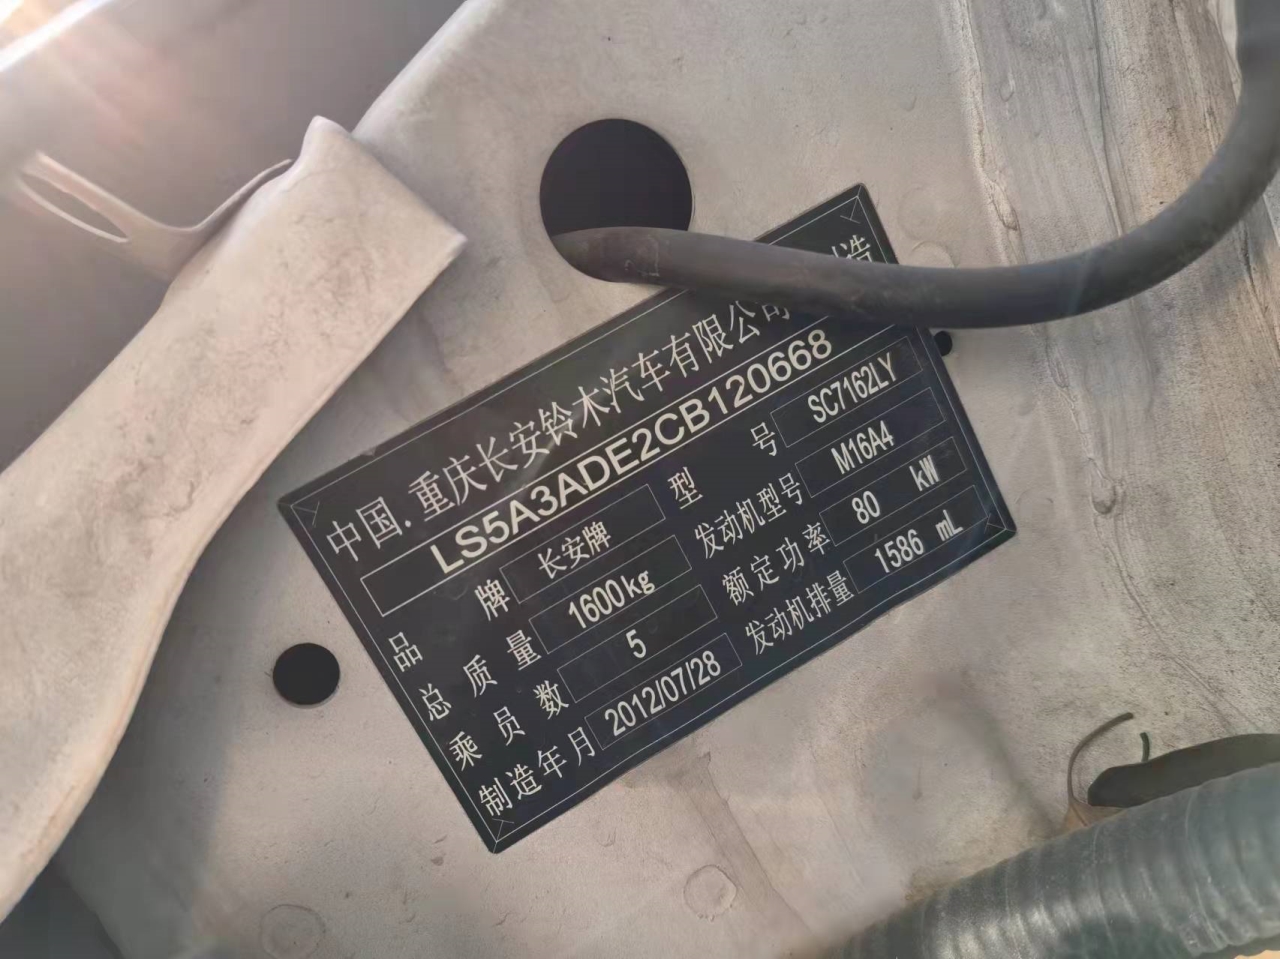 中国.重庆长安铃木汽车有限公司 制造
LS5A3ADE2CB120668
品牌 长安牌 型号 SC7162LY
总质量 1600kg 发动机型号 M16A4
乘员数 5 额定功率 80 kW
制造年月 2012/07/28 发动机排量 1586 mL